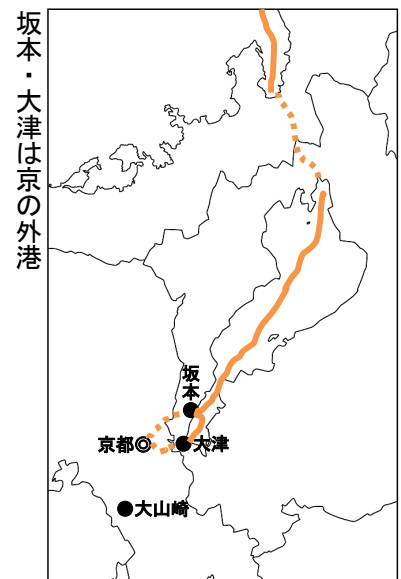 坂本・大津は京の外港
坂本
京都◎
大津
大山崎